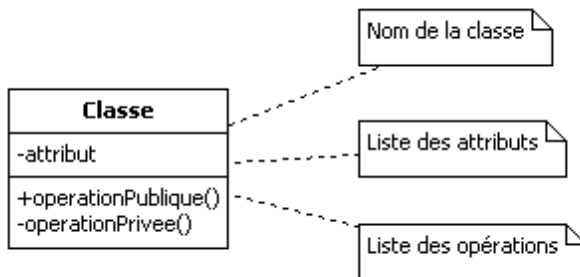 Nom de la classe
Classe
-attribut
Liste des attributs
+operationPublique()
-operationPrivee()
Liste des opérations